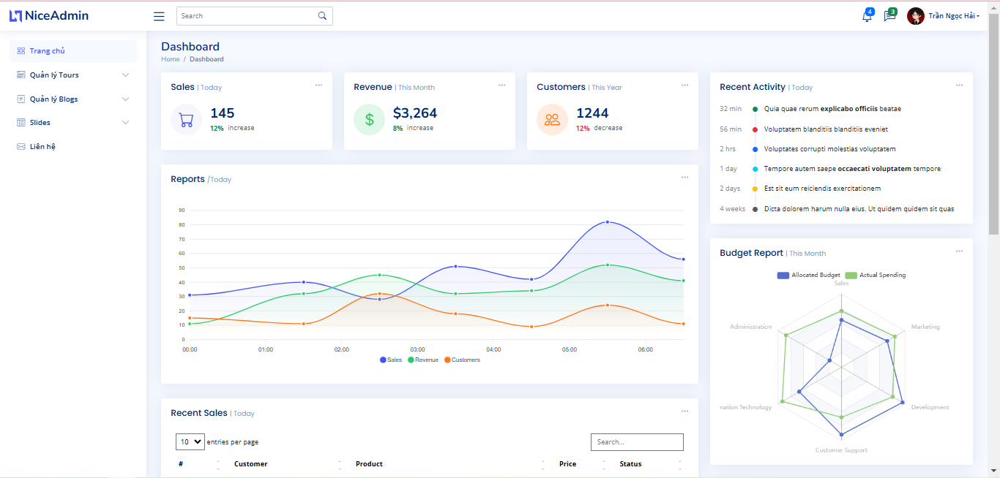 NiceAdmin
Search
4
3
Trần Ngọc Hải
Trang chủ
Quản lý Tours
Quản lý Blogs
Slides
Liên hệ
Dashboard
Home / Dashboard
Sales | Today
145
12% increase
Revenue | This Month
$
$3,264
8% increase
Customers | This Year
1244
12% decrease
Reports /Today
90
80
70
60
50
40
30
20
10
0
00:00 01:00 02:00 03:00 04:00 05:00 06:00
Sales Revenue Customers
Recent Sales | Today
10 entries per page
Search...
# Customer Product Price Status
Recent Activity | Today
32 min Quia quae rerum explicabo officiis beatae
56 min Voluptatem blanditiis blanditiis eveniet
2 hrs Voluptates corrupti molestias voluptatem
1 day Tempore autem saepe occaecati voluptatem tempore
2 days Est sit eum reiciendis exercitationem
4 weeks Dicta dolorem harum nulla eius. Ut quidem quidem sit quas
Budget Report | This Month
Allocated Budget Actual Spending
Sales
Administration Marketing
mation Technology Development
Customer Support